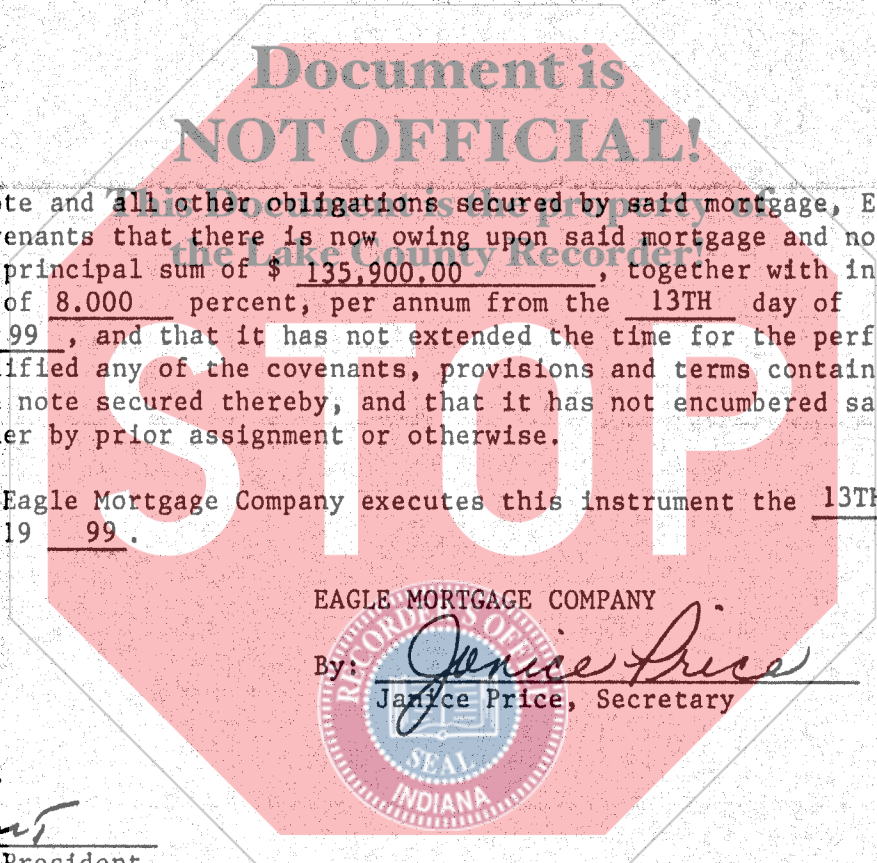 Document is
NOT OFFICIAL!
This Document is the property of
the Lake County Recorder!
te and all other obligations secured by said mortgage, E
enants that there is now owing upon said mortgage and no
principal sum of $ 135,900.00 , together with in
of 8.000 percent, per annum from the 13TH day of
99 , and that it has not extended the time for the perf
ified any of the covenants, provisions and terms contain
note secured thereby, and that it has not encumbered sa
er by prior assignment or otherwise.
STOP
Eagle Mortgage Company executes this instrument the 13TH
19 99 .
EAGLE MORTGAGE COMPANY
By: Janice Price
Janice Price, Secretary
RECORDER'S OFFICE
SEAL
INDIANA
President